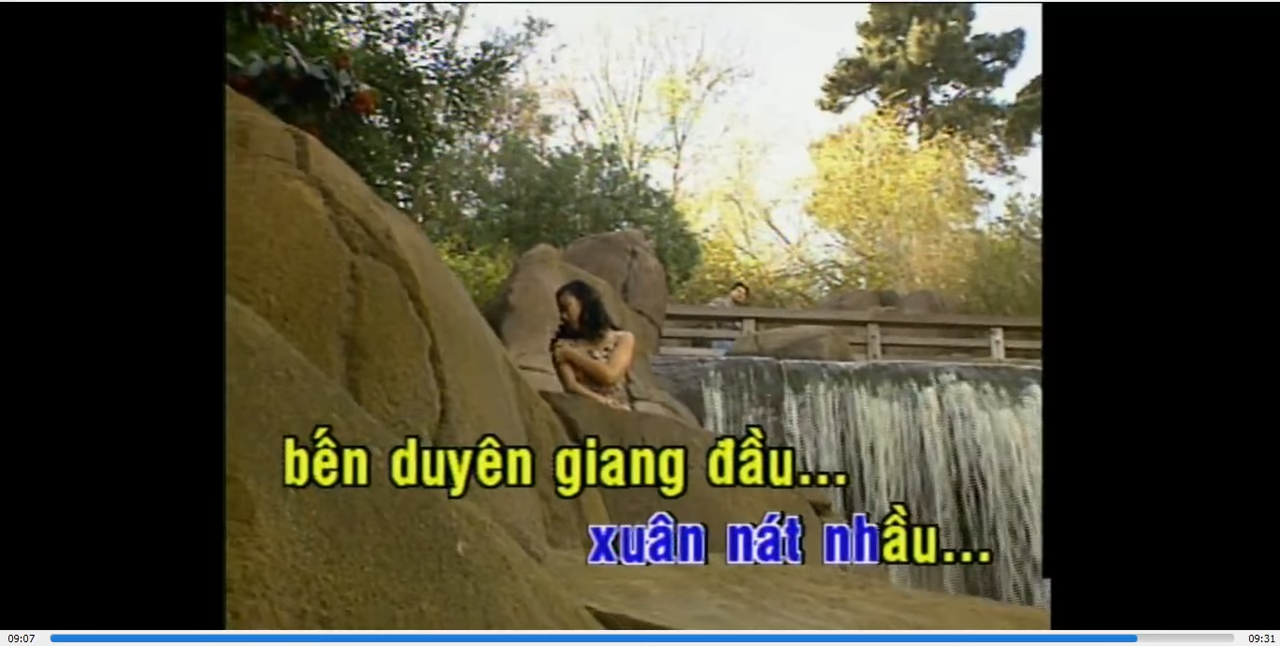 bến duyên giang đầu...
xuân nát nhầu...
09:07
09:31